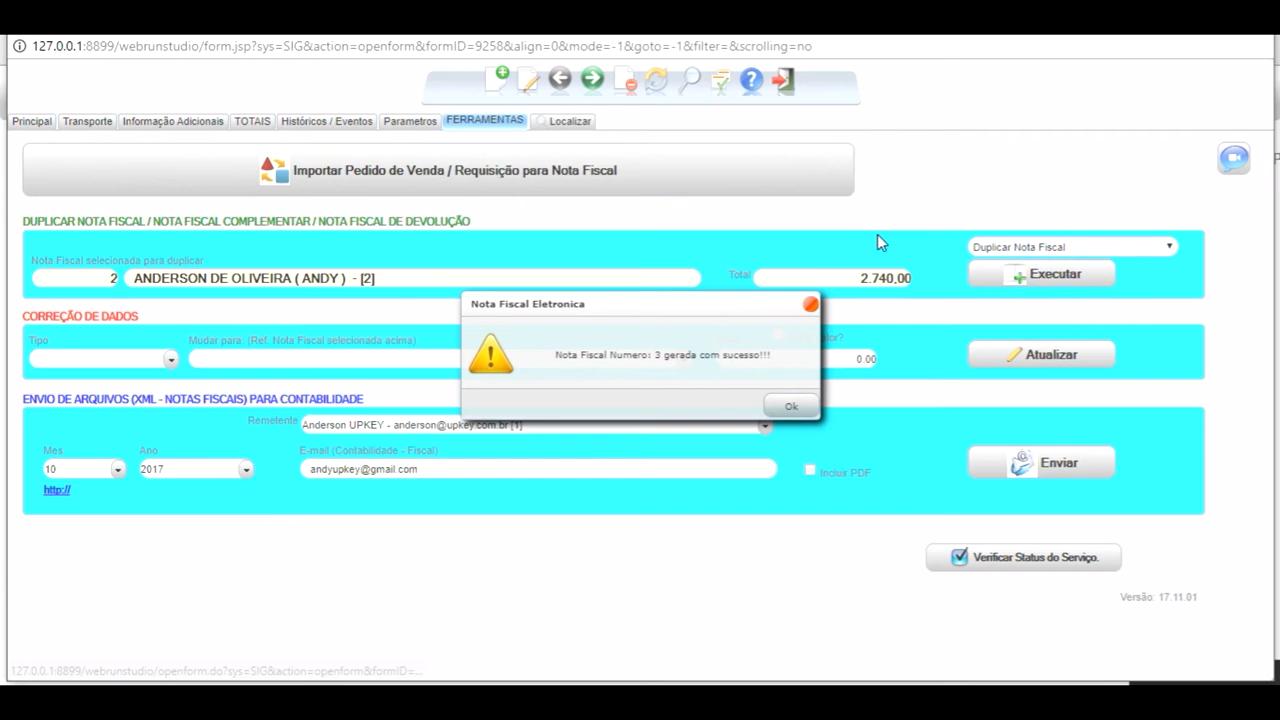 127.0.0.1:8899/webrunstudio/form.jsp?sys=SIG&action=openform&formID=9258&align=0&mode=-1&goto=-1&filter=&scrolling=no
Principal Transporte Informação Adicionais TOTAIS Históricos / Eventos Parametros FERRAMENTAS Localizar
Importar Pedido de Venda / Requisição para Nota Fiscal
DUPLICAR NOTA FISCAL / NOTA FISCAL COMPLEMENTAR / NOTA FISCAL DE DEVOLUÇÃO
Duplicar Nota Fiscal
Nota Fiscal selecionada para duplicar
2 ANDERSON DE OLIVEIRA ( ANDY ) - [2] Total 2.740,00 Executar
Nota Fiscal Eletronica
CORREÇÃO DE DADOS
Tipo Mudar para: (Ref. Nota Fiscal selecionada acima)
Nota Fiscal Numero: 3 gerada com sucesso!!!
0.00 Atualizar
ENVIO DE ARQUIVOS (XML - NOTAS FISCAIS) PARA CONTABILIDADE
Ok
Remetente Anderson UPKEY - anderson@upkey.com.br [1]
Mes Ano E-mail (Contabilidade - Fiscal)
10 2017 andyupkey@gmail.com Incluir PDF Enviar
http://
Verificar Status do Serviço.
Versão: 17.11.01
127.0.0.1:8899/webrunstudio/openform.do?sys=SIG&action=openform&formID=...